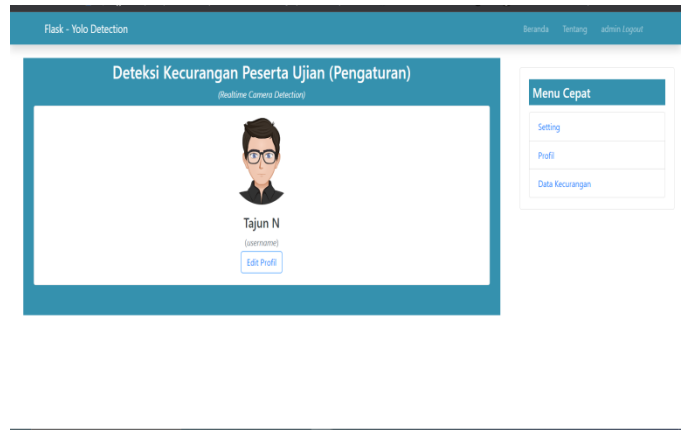 Flask - Yolo Detection
Beranda Tentang admin Logout
Deteksi Kecurangan Peserta Ujian (Pengaturan)
(Realtime Camera Detection)
Tajun N
(username)
Edit Profil
Menu Cepat
Setting
Profil
Data Kecurangan